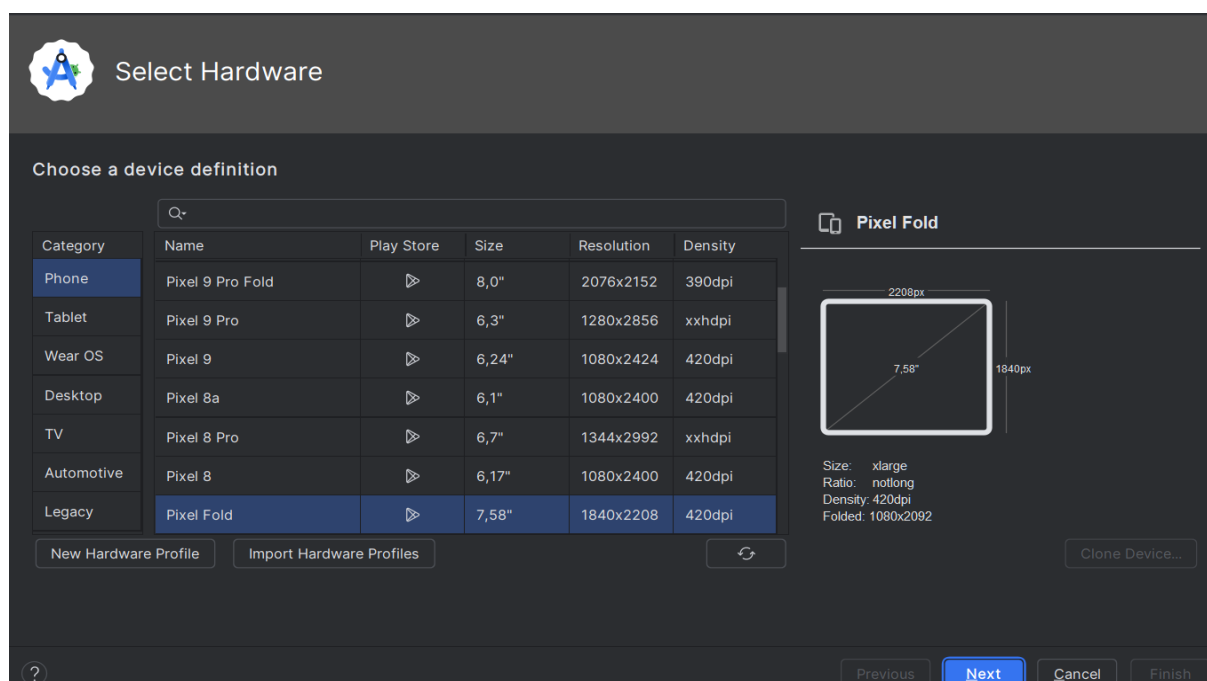 Select Hardware
Choose a device definition
Category
Phone
Tablet
Wear OS
Desktop
TV
Automotive
Legacy
Name Play Store Size Resolution Density
Pixel 9 Pro Fold 8,0" 2076x2152 390dpi
Pixel 9 Pro 6,3" 1280x2856 xxhdpi
Pixel 9 6,24" 1080x2424 420dpi
Pixel 8a 6,1" 1080x2400 420dpi
Pixel 8 Pro 6,7" 1344x2992 xxhdpi
Pixel 8 6,17" 1080x2400 420dpi
Pixel Fold 7,58" 1840x2208 420dpi
New Hardware Profile Import Hardware Profiles
Pixel Fold
2208px
7,58"
1840px
Size: xlarge
Ratio: notlong
Density: 420dpi
Folded: 1080x2092
Clone Device...
? Previous Next Cancel Finish